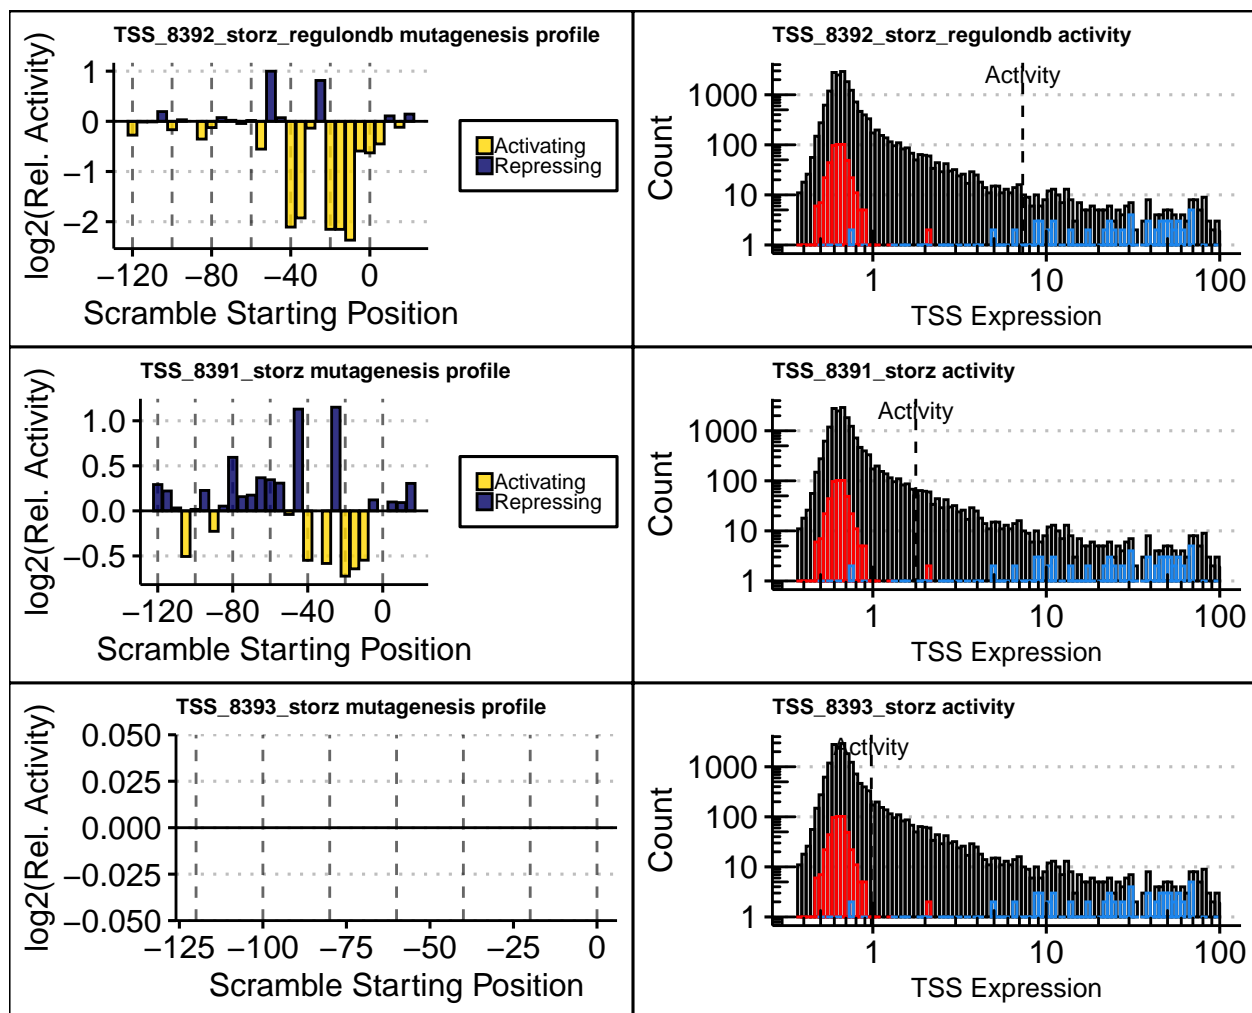 TSS_8392_storz_regulondb mutagenesis profile
log2(Rel. Activity)
1
0
−1
−2
−120 −80 −40 0
Scramble Starting Position
Activating
Repressing
TSS_8392_storz_regulondb activity
Activity
Count
1000
100
10
1
1 10 100
TSS Expression
TSS_8391_storz mutagenesis profile
log2(Rel. Activity)
1.0
0.5
0.0
−0.5
−120 −80 −40 0
Scramble Starting Position
Activating
Repressing
TSS_8391_storz activity
Activity
Count
1000
100
10
1
1 10 100
TSS Expression
TSS_8393_storz mutagenesis profile
log2(Rel. Activity)
0.050
0.025
0.000
−0.025
−0.050
−125 −100 −75 −50 −25 0
Scramble Starting Position
TSS_8393_storz activity
Activity
Count
1000
100
10
1
1 10 100
TSS Expression